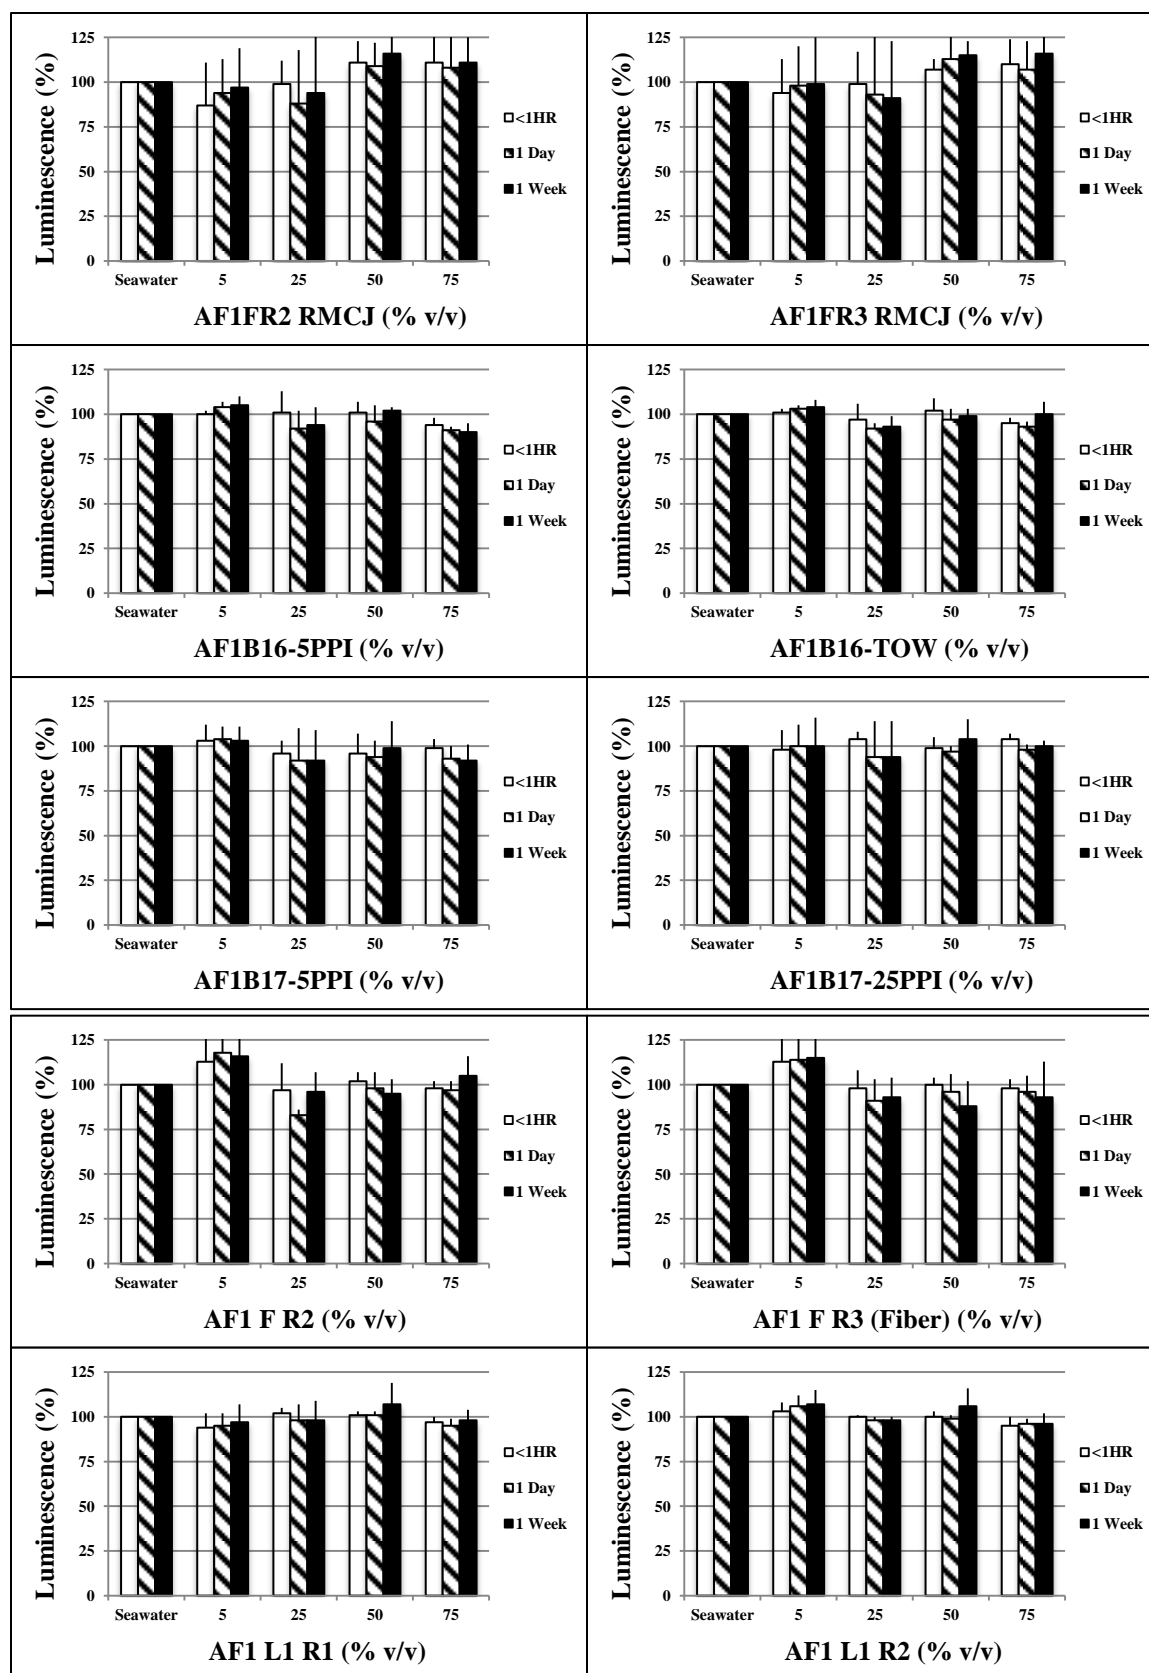 Luminescence (%)
125
100
75
50
25
0
Seawater 5 25 50 75
AF1FR2 RMCJ (% v/v)
<1HR
1 Day
1 Week
Luminescence (%)
125
100
75
50
25
0
Seawater 5 25 50 75
AF1FR3 RMCJ (% v/v)
<1HR
1 Day
1 Week
Luminescence (%)
125
100
75
50
25
0
Seawater 5 25 50 75
AF1B16-5PPI (% v/v)
<1HR
1 Day
1 Week
Luminescence (%)
125
100
75
50
25
0
Seawater 5 25 50 75
AF1B16-TOW (% v/v)
<1HR
1 Day
1 Week
Luminescence (%)
125
100
75
50
25
0
Seawater 5 25 50 75
AF1B17-5PPI (% v/v)
<1HR
1 Day
1 Week
Luminescence (%)
125
100
75
50
25
0
Seawater 5 25 50 75
AF1B17-25PPI (% v/v)
<1HR
1 Day
1 Week
Luminescence (%)
125
100
75
50
25
0
Seawater 5 25 50 75
AF1 F R2 (% v/v)
<1HR
1 Day
1 Week
Luminescence (%)
125
100
75
50
25
0
Seawater 5 25 50 75
AF1 F R3 (Fiber) (% v/v)
<1HR
1 Day
1 Week
Luminescence (%)
125
100
75
50
25
0
Seawater 5 25 50 75
AF1 L1 R1 (% v/v)
<1HR
1 Day
1 Week
Luminescence (%)
125
100
75
50
25
0
Seawater 5 25 50 75
AF1 L1 R2 (% v/v)
<1HR
1 Day
1 Week